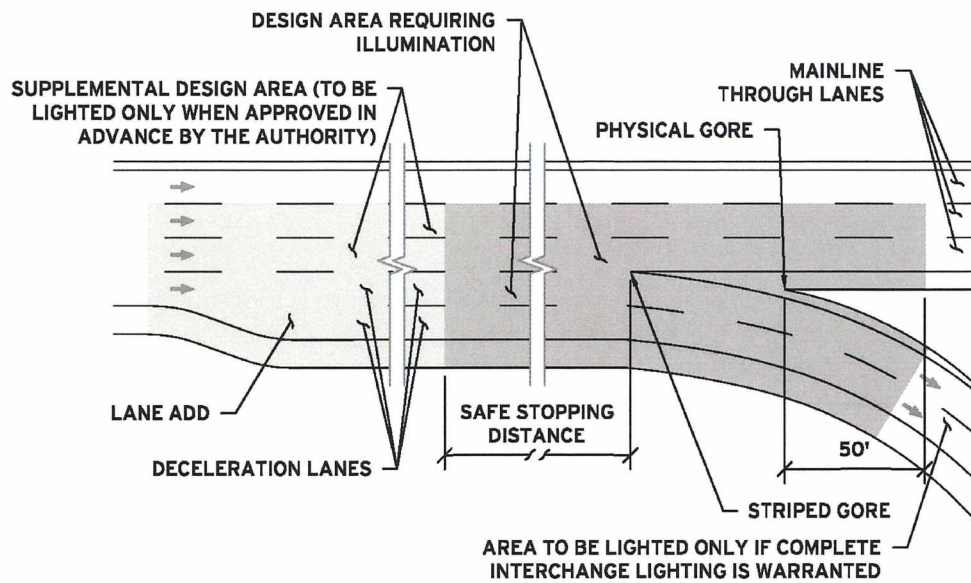 DESIGN AREA REQUIRING
ILLUMINATION
SUPPLEMENTAL DESIGN AREA (TO BE
LIGHTED ONLY WHEN APPROVED IN
ADVANCE BY THE AUTHORITY)
MAINLINE
THROUGH LANES
PHYSICAL GORE
LANE ADD
SAFE STOPPING
DISTANCE
DECELERATION LANES
50'
STRIPED GORE
AREA TO BE LIGHTED ONLY IF COMPLETE
INTERCHANGE LIGHTING IS WARRANTED